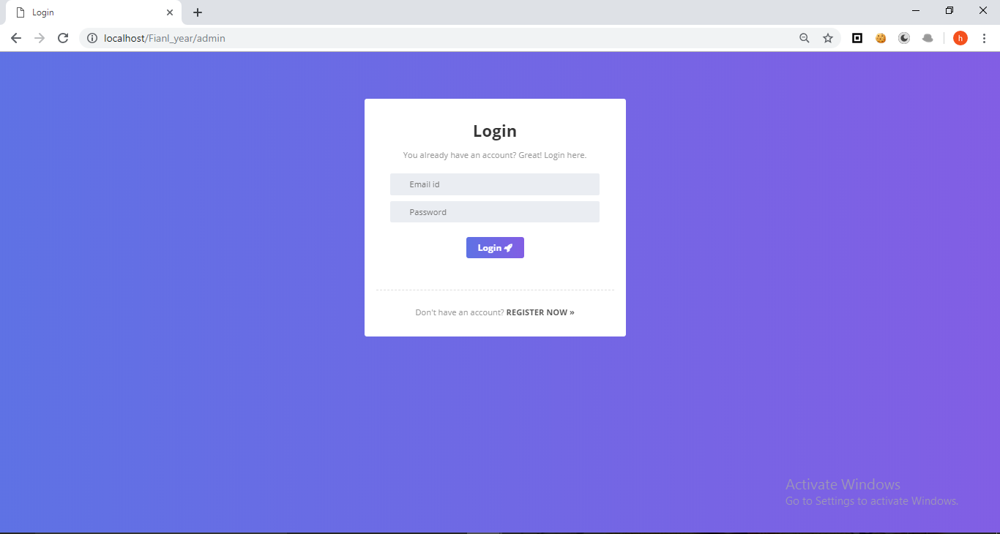 Login
localhost/Fianl_year/admin
h
Login
You already have an account? Great! Login here.
Email id
Password
Login
Don't have an account? REGISTER NOW »
Activate Windows
Go to Settings to activate Windows.